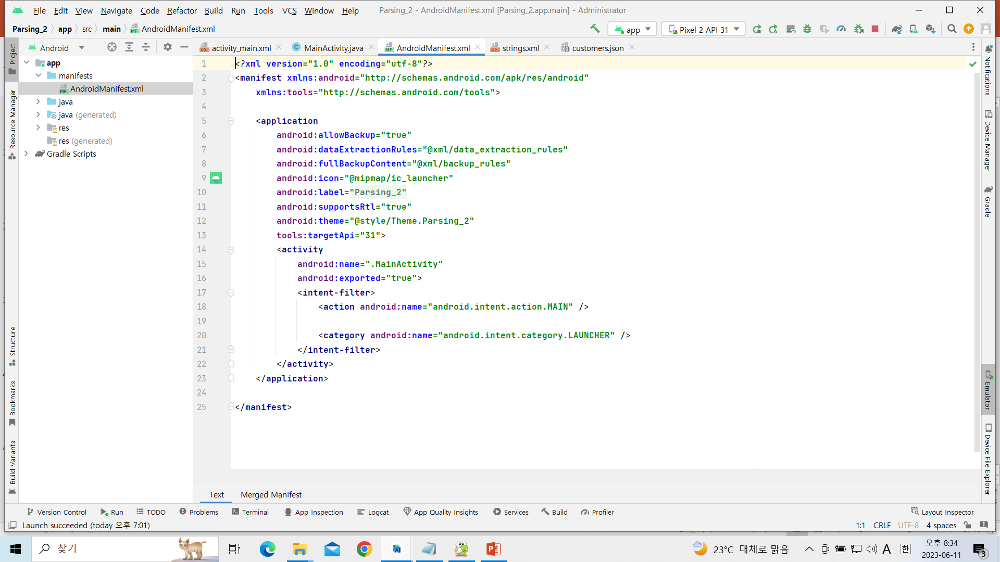 File Edit View Navigate Code Refactor Build Run Tools VCS Window Help Parsing_2 - AndroidManifest.xml [Parsing_2.app.main] - Administrator
Parsing_2 app src main AndroidManifest.xml app Pixel 2 API 31
Android activity_main.xml MainActivity.java AndroidManifest.xml strings.xml customers.json
Project
Resource Manager
Structure
Bookmarks
Build Variants
app
manifests
AndroidManifest.xml
java
java (generated)
res
res (generated)
Gradle Scripts
1 <?xml version="1.0" encoding="utf-8"?>
2 <manifest xmlns:android="http://schemas.android.com/apk/res/android"
3 xmlns:tools="http://schemas.android.com/tools">
4
5 <application
6 android:allowBackup="true"
7 android:dataExtractionRules="@xml/data_extraction_rules"
8 android:fullBackupContent="@xml/backup_rules"
9 android:icon="@mipmap/ic_launcher"
10 android:label="Parsing_2"
11 android:supportsRtl="true"
12 android:theme="@style/Theme.Parsing_2"
13 tools:targetApi="31">
14 <activity
15 android:name=".MainActivity"
16 android:exported="true">
17 <intent-filter>
18 <action android:name="android.intent.action.MAIN" />
19
20 <category android:name="android.intent.category.LAUNCHER" />
21 </intent-filter>
22 </activity>
23 </application>
24
25 </manifest>
Notifications
Device Manager
Gradle
Emulator
Device File Explorer
Text Merged Manifest
Version Control Run TODO Problems Terminal App Inspection Logcat App Quality Insights Services Build Profiler Layout Inspector
Launch succeeded (today 오후 7:01) 1:1 CRLF UTF-8 4 spaces
찾기 23°C 대체로 맑음 A 한 오후 8:34
2023-06-11 3